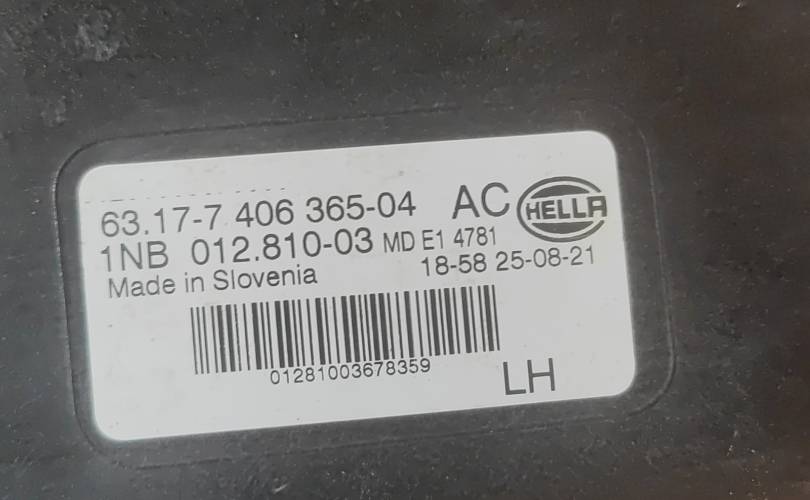 63.17-7 406 365-04 AC HELLA
1NB 012.810-03 MD E1 4781
Made in Slovenia 18-58 25-08-21
01281003678359
LH